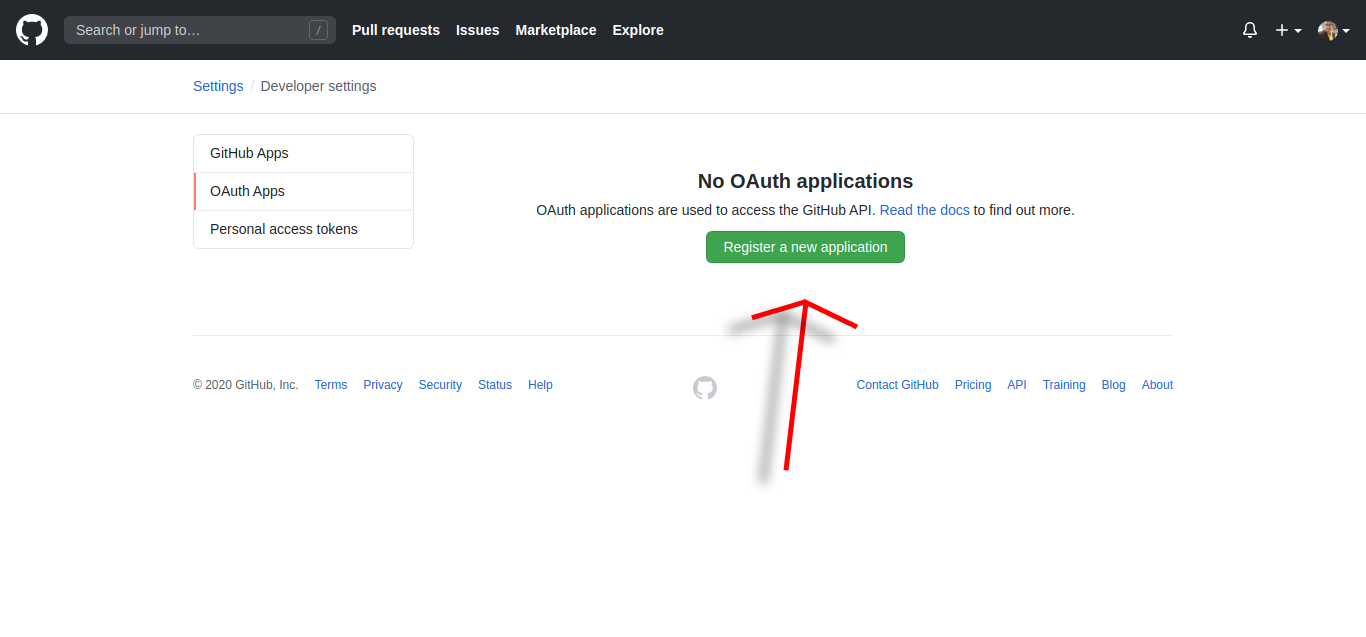 Search or jump to… /
Pull requests Issues Marketplace Explore
Settings / Developer settings
GitHub Apps
OAuth Apps
Personal access tokens
No OAuth applications
OAuth applications are used to access the GitHub API. Read the docs to find out more.
Register a new application
© 2020 GitHub, Inc. Terms Privacy Security Status Help
Contact GitHub Pricing API Training Blog About